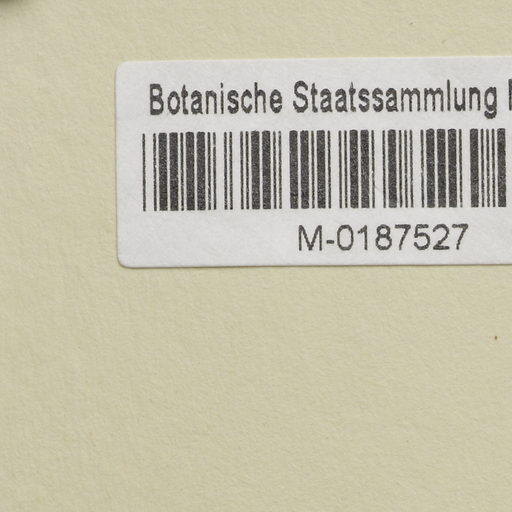 Botanische Staatssammlung
M-0187527